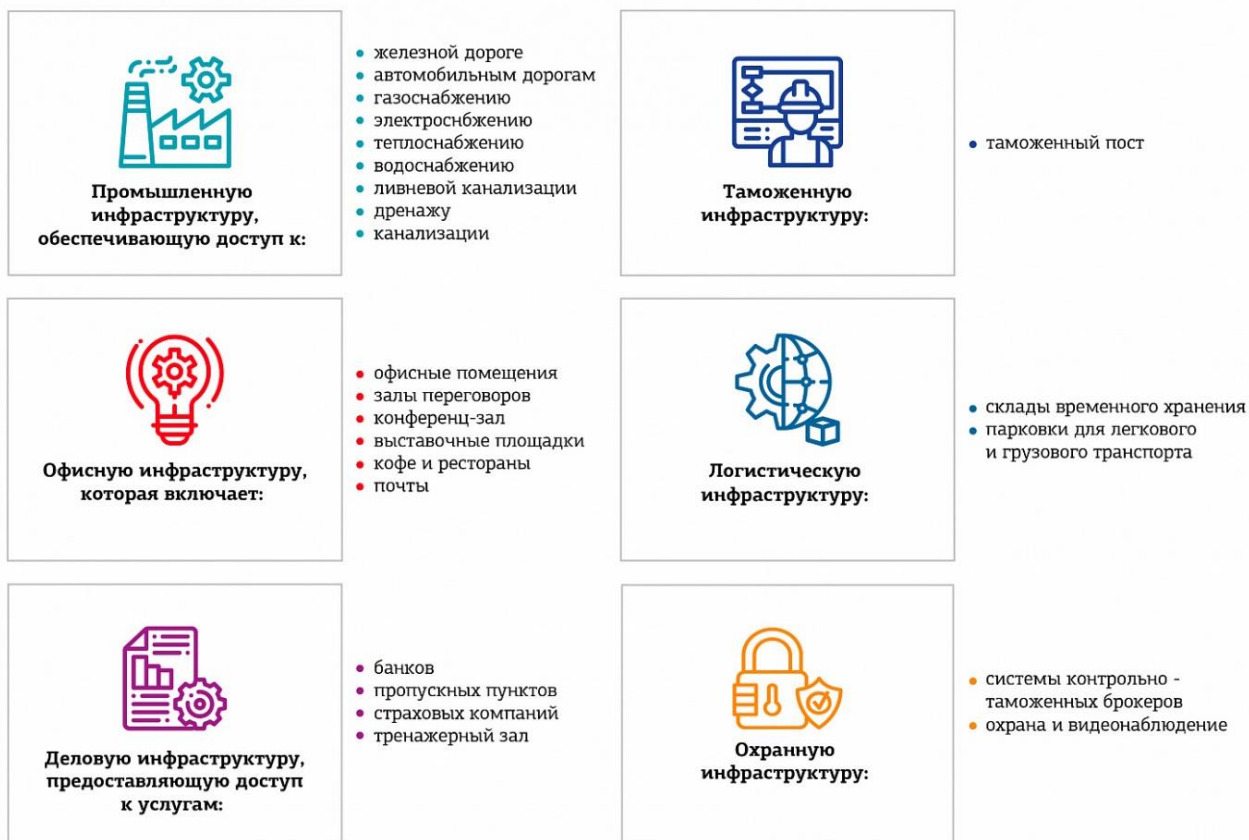 Промышленную
инфраструктуру,
обеспечивающую доступ к:
железной дороге
автомобильным дорогам
газоснабжению
электроснбжению
теплоснабжению
водоснабжению
ливневой канализации
дренажу
канализации
Таможенную
инфраструктуру:
таможенный пост
Офисную инфраструктуру,
которая включает:
офисные помещения
залы переговоров
конференц-зал
выставочные площадки
кофе и рестораны
почты
Логистическую
инфраструктуру:
склады временного хранения
парковки для легкового
и грузового транспорта
Деловую инфраструктуру,
предоставляющую доступ
к услугам:
банков
пропускных пунктов
страховых компаний
тренажерный зал
Охранную
инфраструктуру:
системы контрольно -
таможенных брокеров
охрана и видеонаблюдение